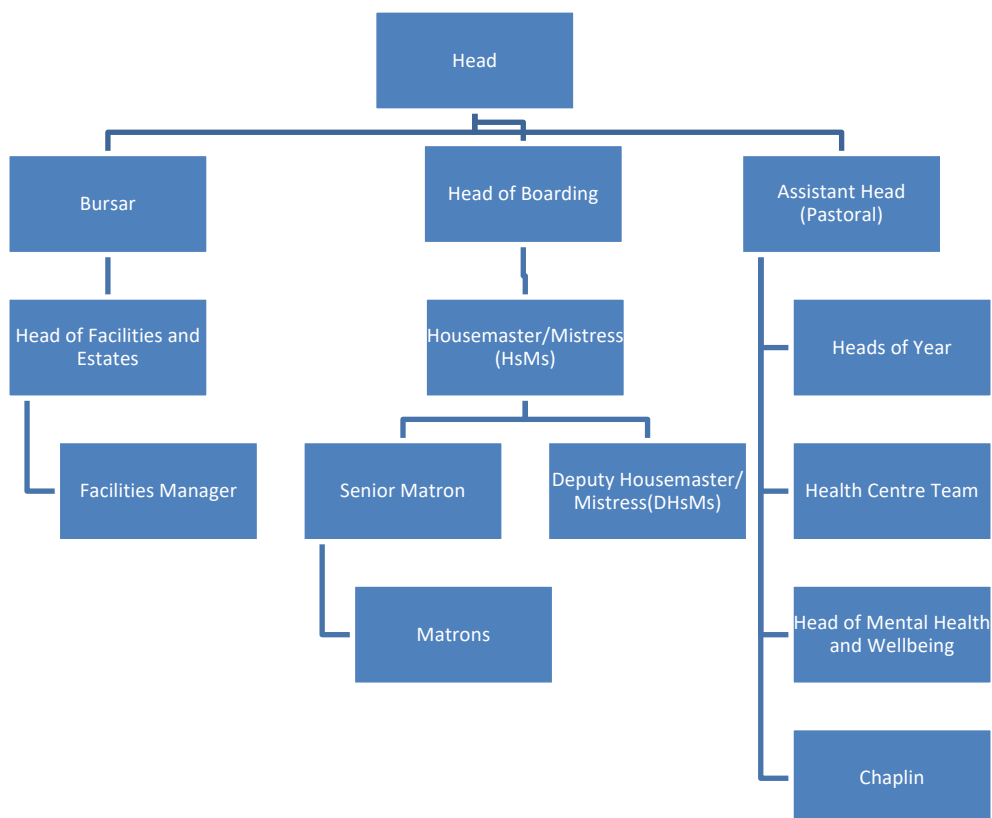 Head
Bursar
Head of Boarding
Assistant Head
(Pastoral)
Head of Facilities and
Estates
Housemaster/Mistress
(HsMs)
Heads of Year
Facilities Manager
Senior Matron
Deputy Housemaster/
Mistress(DHsMs)
Health Centre Team
Matrons
Head of Mental Health
and Wellbeing
Chaplin